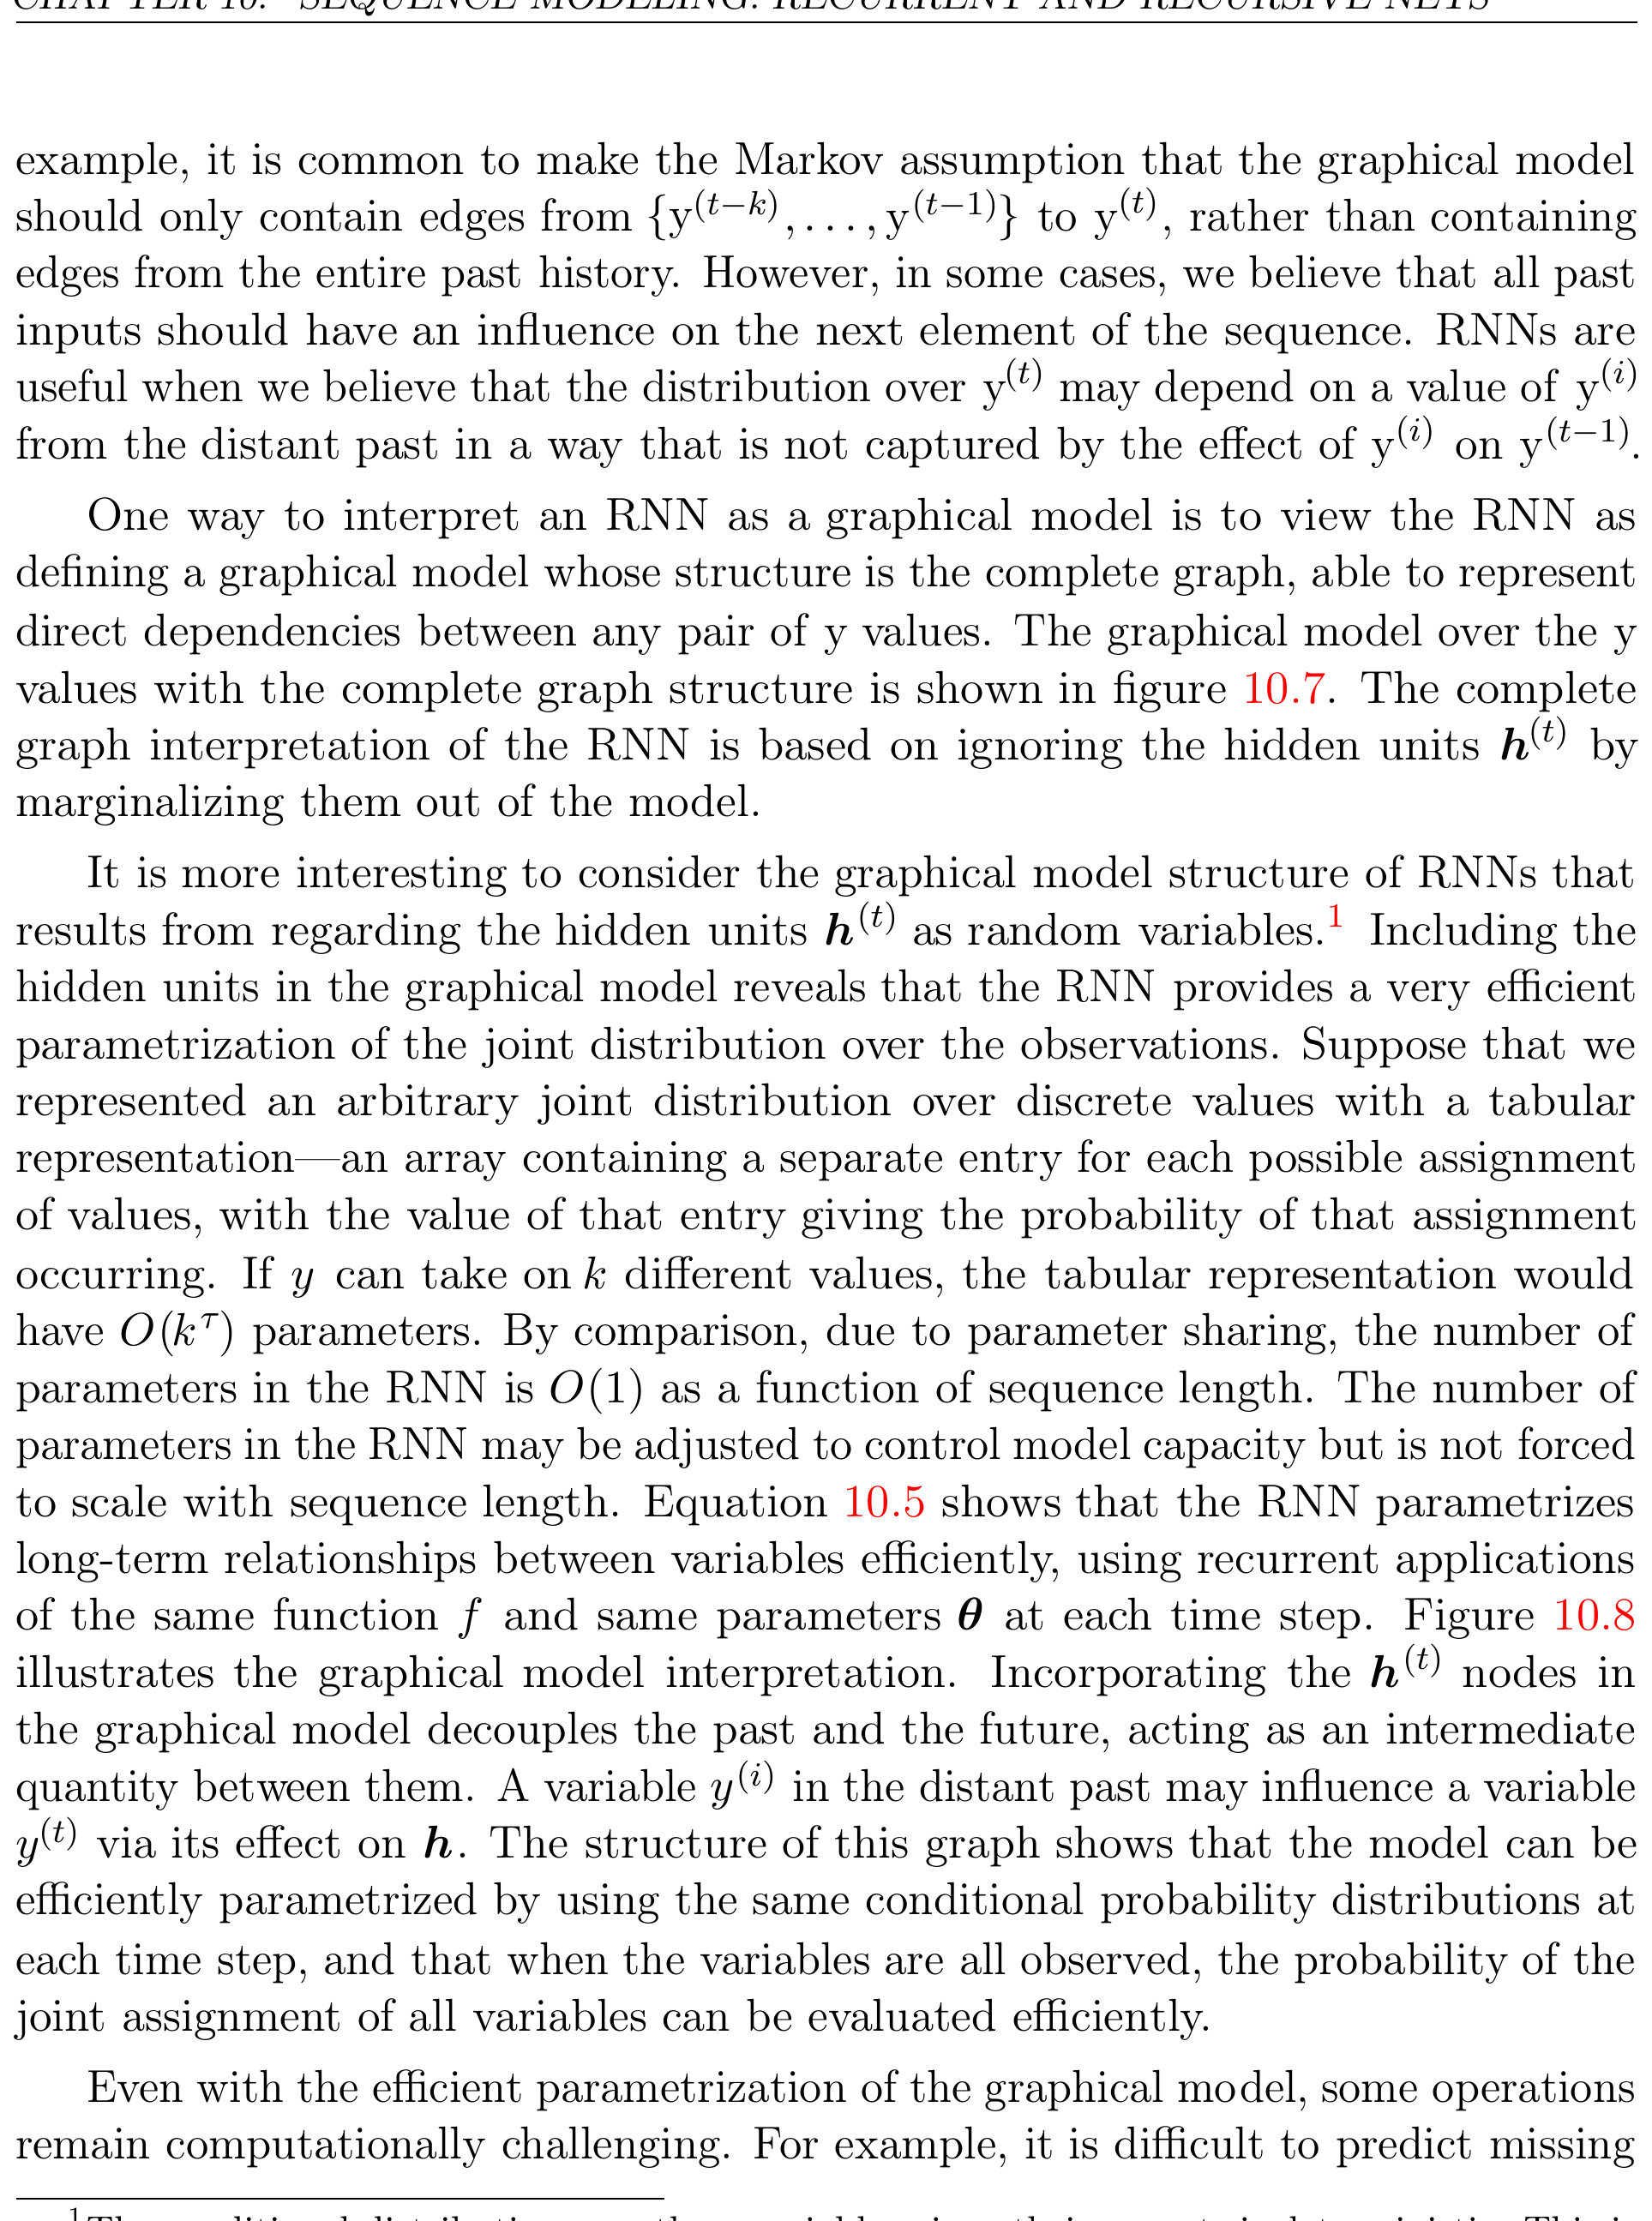 CHAPTER 10. SEQUENCE MODELING: RECURRENT AND RECURSIVE NETS
example, it is common to make the Markov assumption that the graphical model
should only contain edges from {y^(t−k), . . . , y^(t−1)} to y^(t), rather than containing
edges from the entire past history. However, in some cases, we believe that all past
inputs should have an influence on the next element of the sequence. RNNs are
useful when we believe that the distribution over y^(t) may depend on a value of y^(i)
from the distant past in a way that is not captured by the effect of y^(i) on y^(t−1).
One way to interpret an RNN as a graphical model is to view the RNN as
defining a graphical model whose structure is the complete graph, able to represent
direct dependencies between any pair of y values. The graphical model over the y
values with the complete graph structure is shown in figure 10.7. The complete
graph interpretation of the RNN is based on ignoring the hidden units h^(t) by
marginalizing them out of the model.
It is more interesting to consider the graphical model structure of RNNs that
results from regarding the hidden units h^(t) as random variables.¹ Including the
hidden units in the graphical model reveals that the RNN provides a very efficient
parametrization of the joint distribution over the observations. Suppose that we
represented an arbitrary joint distribution over discrete values with a tabular
representation—an array containing a separate entry for each possible assignment
of values, with the value of that entry giving the probability of that assignment
occurring. If y can take on k different values, the tabular representation would
have O(k^τ) parameters. By comparison, due to parameter sharing, the number of
parameters in the RNN is O(1) as a function of sequence length. The number of
parameters in the RNN may be adjusted to control model capacity but is not forced
to scale with sequence length. Equation 10.5 shows that the RNN parametrizes
long-term relationships between variables efficiently, using recurrent applications
of the same function f and same parameters θ at each time step. Figure 10.8
illustrates the graphical model interpretation. Incorporating the h^(t) nodes in
the graphical model decouples the past and the future, acting as an intermediate
quantity between them. A variable y^(i) in the distant past may influence a variable
y^(t) via its effect on h. The structure of this graph shows that the model can be
efficiently parametrized by using the same conditional probability distributions at
each time step, and that when the variables are all observed, the probability of the
joint assignment of all variables can be evaluated efficiently.
Even with the efficient parametrization of the graphical model, some operations
remain computationally challenging. For example, it is difficult to predict missing